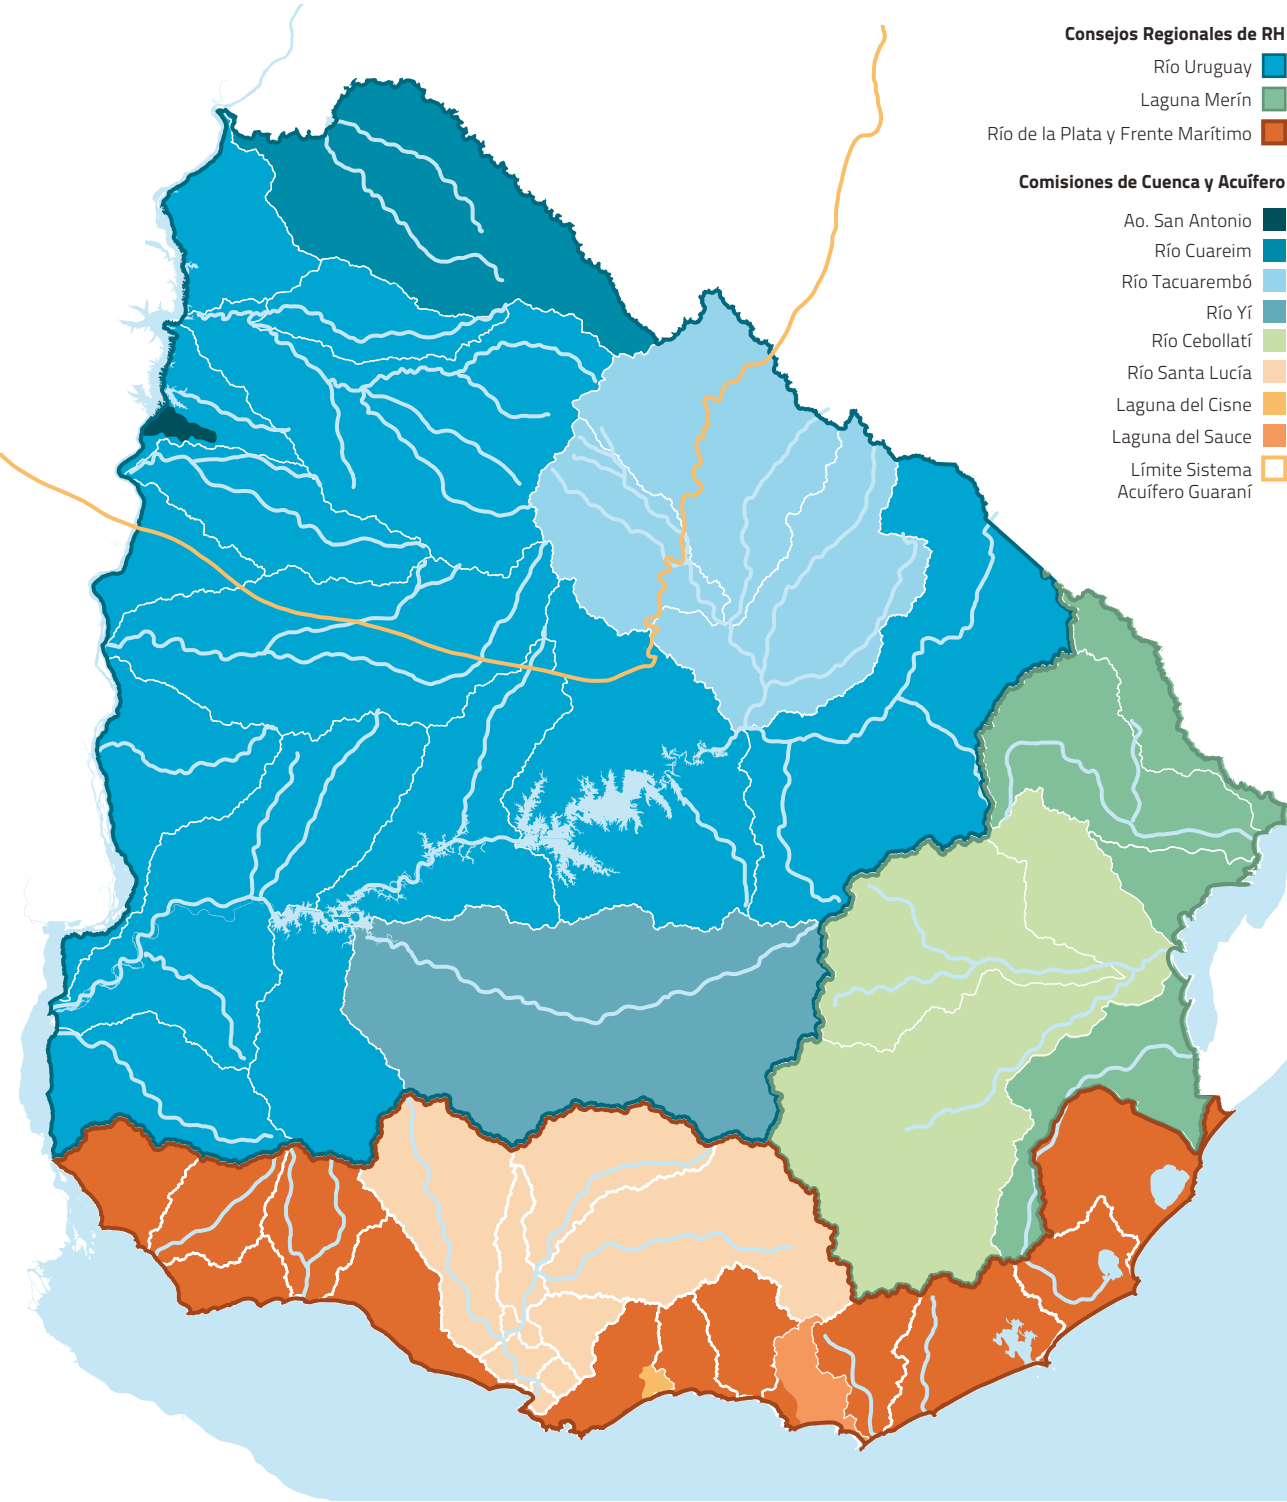 Consejos Regionales de RH
Río Uruguay
Laguna Merín
Río de la Plata y Frente Marítimo
Comisiones de Cuenca y Acuífero
Ao. San Antonio
Río Cuareim
Río Tacuarembó
Río Yí
Río Cebollatí
Río Santa Lucía
Laguna del Cisne
Laguna del Sauce
Límite Sistema
Acuífero Guaraní